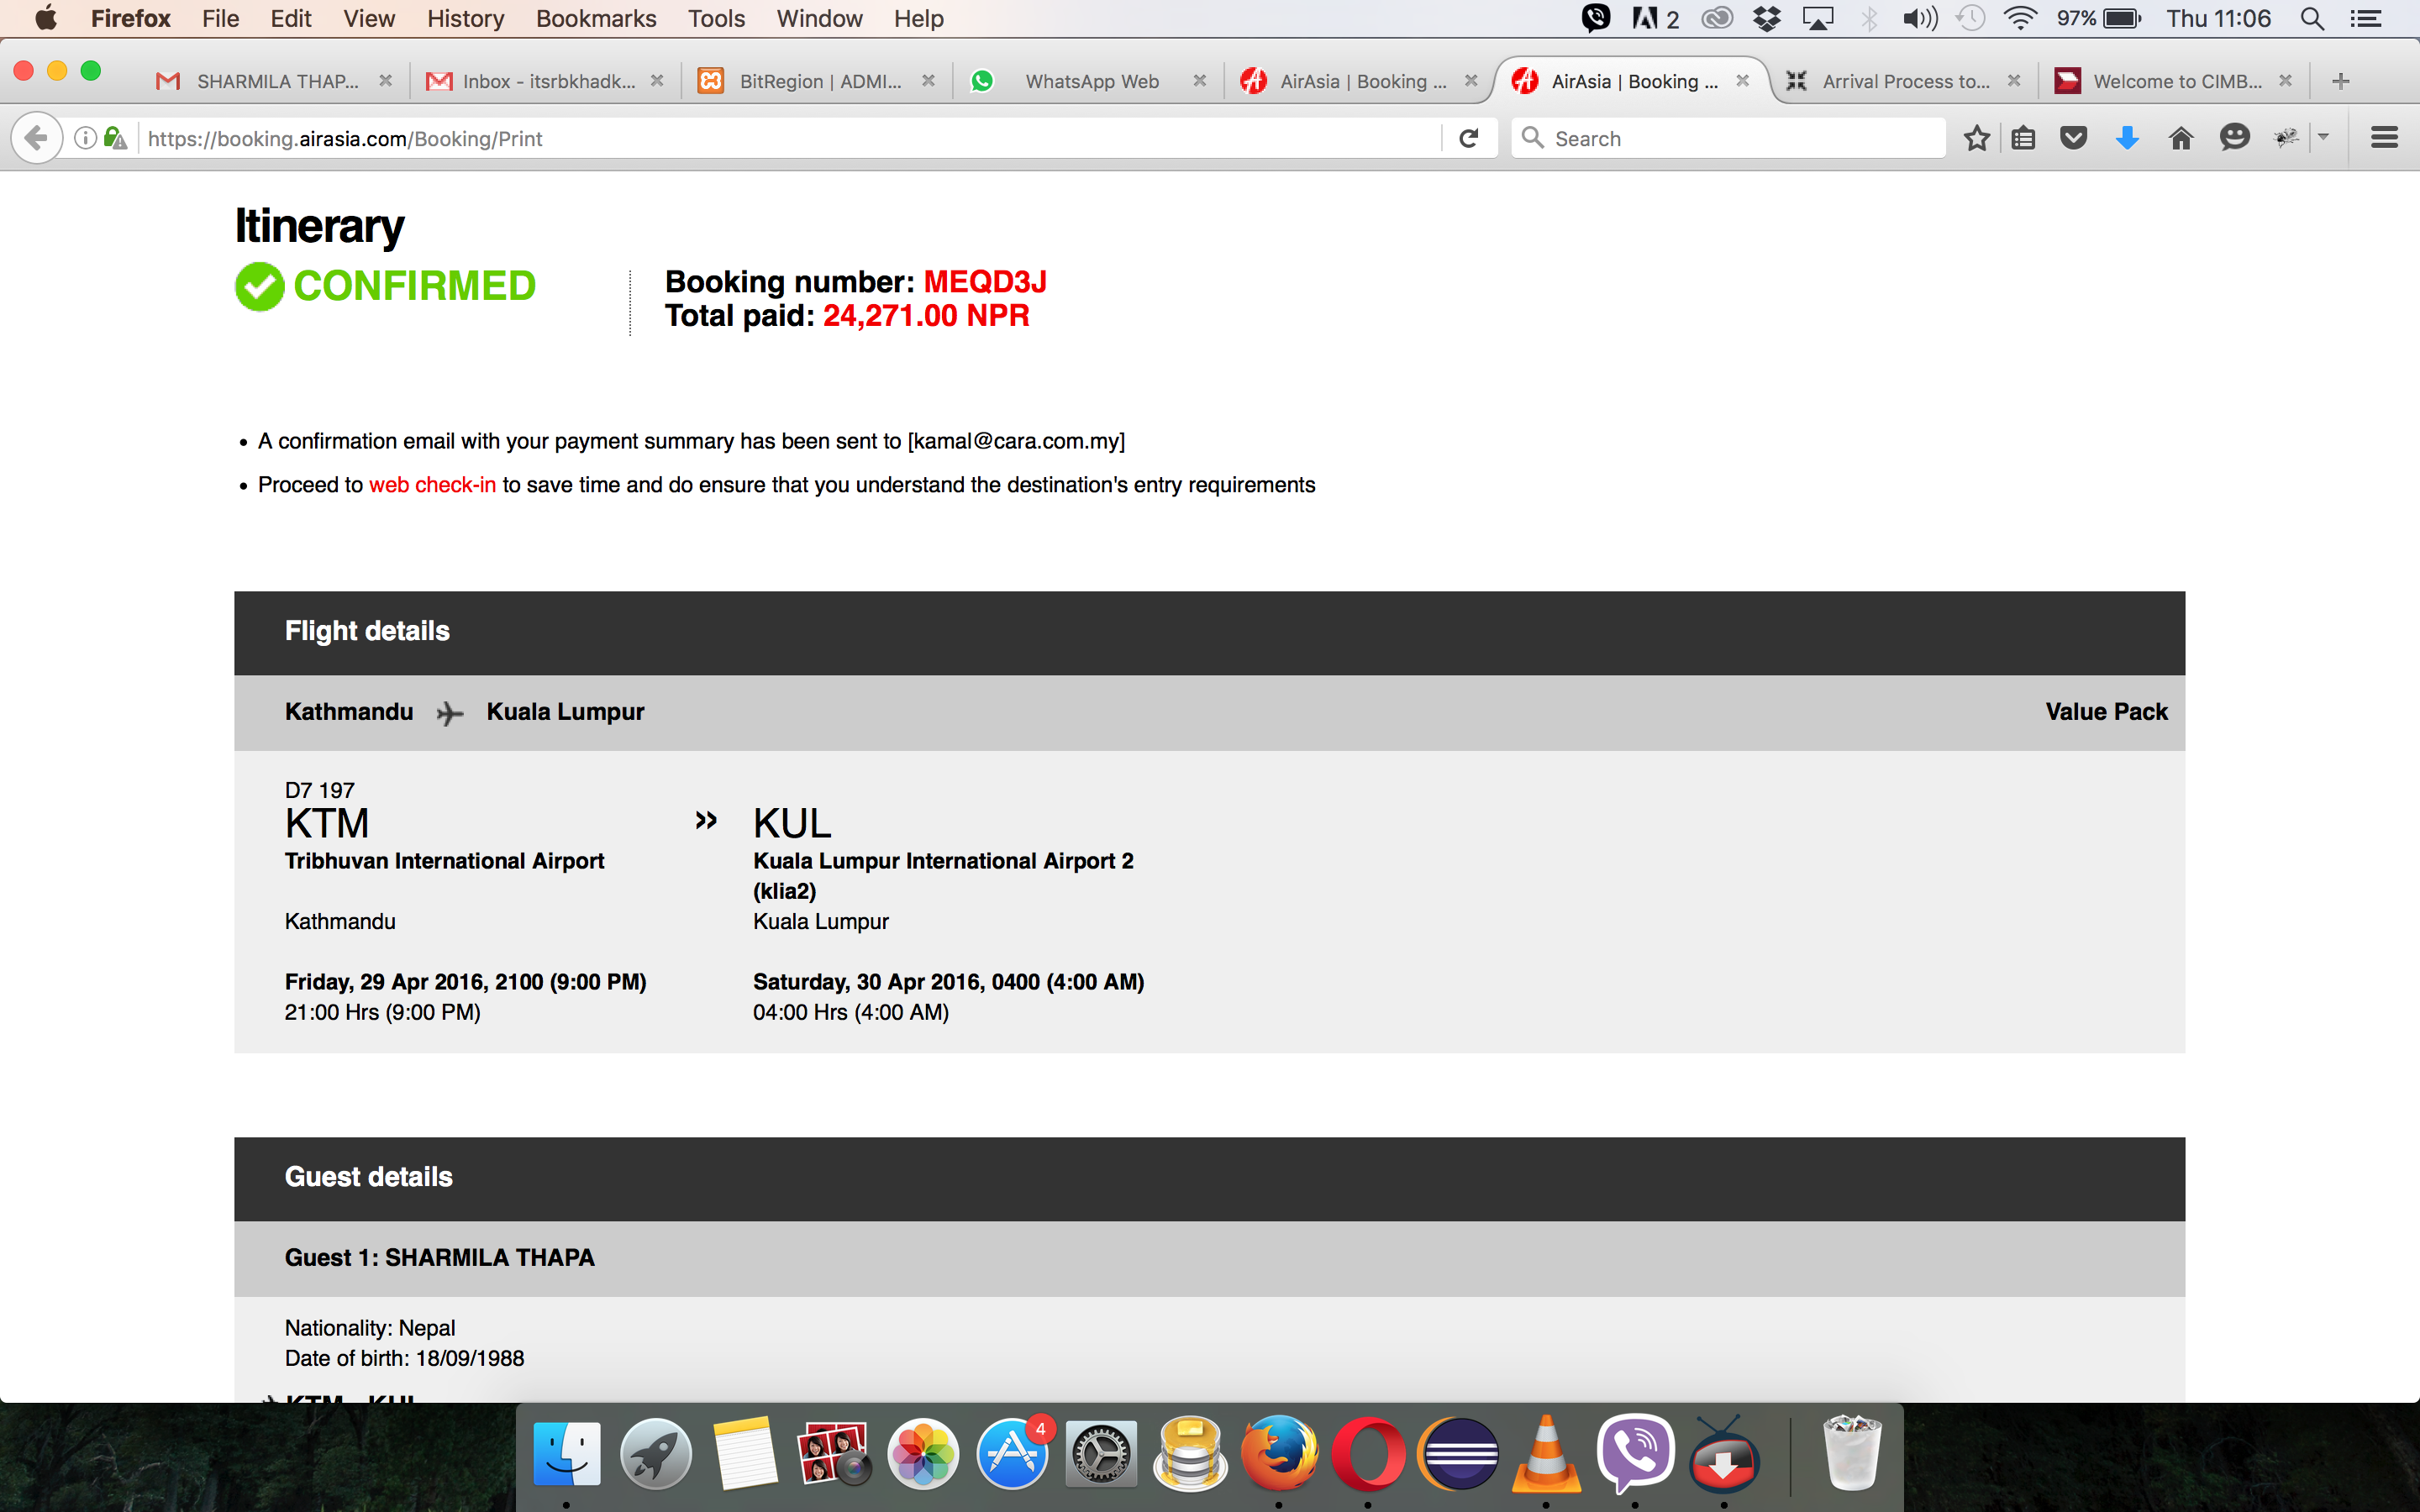 Firefox File Edit View History Bookmarks Tools Window Help 2 97% Thu 11:06
SHARMILA THAP... Inbox - itsrbkhadk... BitRegion | ADMI... WhatsApp Web AirAsia | Booking ... AirAsia | Booking ... Arrival Process to... Welcome to CIMB...
https://booking.airasia.com/Booking/Print Search
Itinerary
CONFIRMED
Booking number: MEQD3J
Total paid: 24,271.00 NPR
• A confirmation email with your payment summary has been sent to [kamal@cara.com.my]
• Proceed to web check-in to save time and do ensure that you understand the destination's entry requirements
Flight details
Kathmandu Kuala Lumpur Value Pack
D7 197
KTM » KUL
Tribhuvan International Airport Kuala Lumpur International Airport 2
(klia2)
Kathmandu Kuala Lumpur
Friday, 29 Apr 2016, 2100 (9:00 PM) Saturday, 30 Apr 2016, 0400 (4:00 AM)
21:00 Hrs (9:00 PM) 04:00 Hrs (4:00 AM)
Guest details
Guest 1: SHARMILA THAPA
Nationality: Nepal
Date of birth: 18/09/1988
KTM - KUL
4